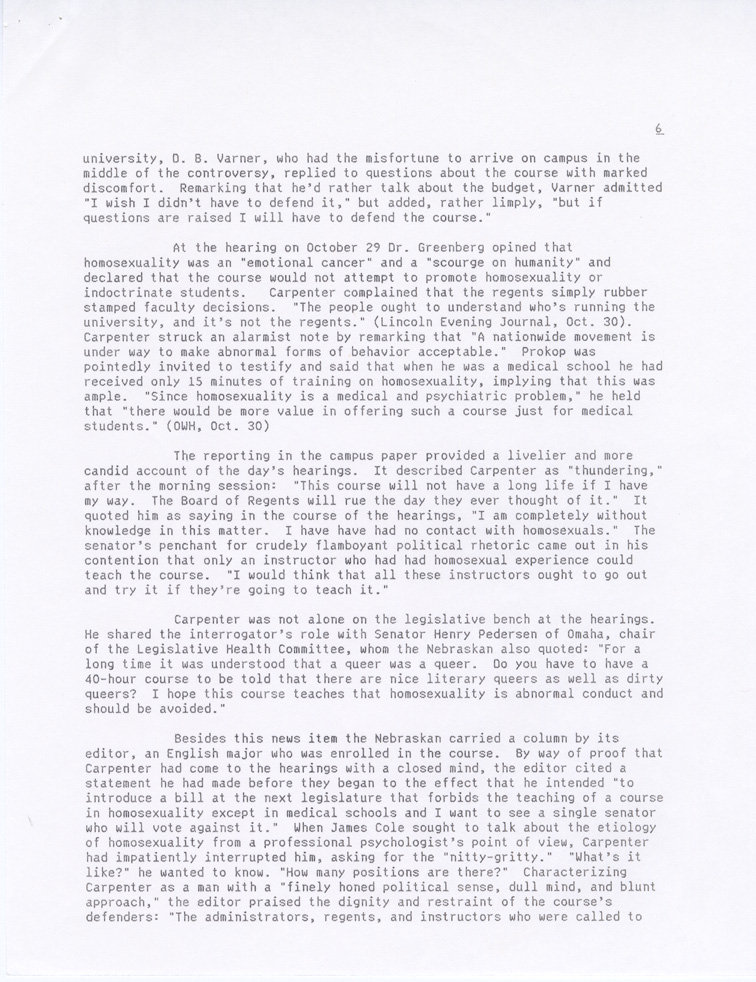 6
university, D. B. Varner, who had the misfortune to arrive on campus in the
middle of the controversy, replied to questions about the course with marked
discomfort.  Remarking that he'd rather talk about the budget, Varner admitted
"I wish I didn't have to defend it," but added, rather limply, "but if
questions are raised I will have to defend the course."
At the hearing on October 29 Dr. Greenberg opined that
homosexuality was an "emotional cancer" and a "scourge on humanity" and
declared that the course would not attempt to promote homosexuality or
indoctrinate students.   Carpenter complained that the regents simply rubber
stamped faculty decisions.  "The people ought to understand who's running the
university, and it's not the regents." (Lincoln Evening Journal, Oct. 30).
Carpenter struck an alarmist note by remarking that "A nationwide movement is
under way to make abnormal forms of behavior acceptable."  Prokop was
pointedly invited to testify and said that when he was a medical school he had
received only 15 minutes of training on homosexuality, implying that this was
ample.  "Since homosexuality is a medical and psychiatric problem," he held
that "there would be more value in offering such a course just for medical
students." (OWH, Oct. 30)
The reporting in the campus paper provided a livelier and more
candid account of the day's hearings.  It described Carpenter as "thundering,"
after the morning session:  "This course will not have a long life if I have
my way.  The Board of Regents will rue the day they ever thought of it."  It
quoted him as saying in the course of the hearings, "I am completely without
knowledge in this matter.  I have have had no contact with homosexuals."  The
senator's penchant for crudely flamboyant political rhetoric came out in his
contention that only an instructor who had had homosexual experience could
teach the course.  "I would think that all these instructors ought to go out
and try it if they're going to teach it."
Carpenter was not alone on the legislative bench at the hearings.
He shared the interrogator's role with Senator Henry Pedersen of Omaha, chair
of the Legislative Health Committee, whom the Nebraskan also quoted: "For a
long time it was understood that a queer was a queer.  Do you have to have a
40-hour course to be told that there are nice literary queers as well as dirty
queers?  I hope this course teaches that homosexuality is abnormal conduct and
should be avoided."
Besides this news item the Nebraskan carried a column by its
editor, an English major who was enrolled in the course.  By way of proof that
Carpenter had come to the hearings with a closed mind, the editor cited a
statement he had made before they began to the effect that he intended "to
introduce a bill at the next legislature that forbids the teaching of a course
in homosexuality except in medical schools and I want to see a single senator
who will vote against it."  When James Cole sought to talk about the etiology
of homosexuality from a professional psychologist's point of view, Carpenter
had impatiently interrupted him, asking for the "nitty-gritty."  "What's it
like?" he wanted to know.  "How many positions are there?"  Characterizing
Carpenter as a man with a "finely honed political sense, dull mind, and blunt
approach," the editor praised the dignity and restraint of the course's
defenders: "The administrators, regents, and instructors who were called to